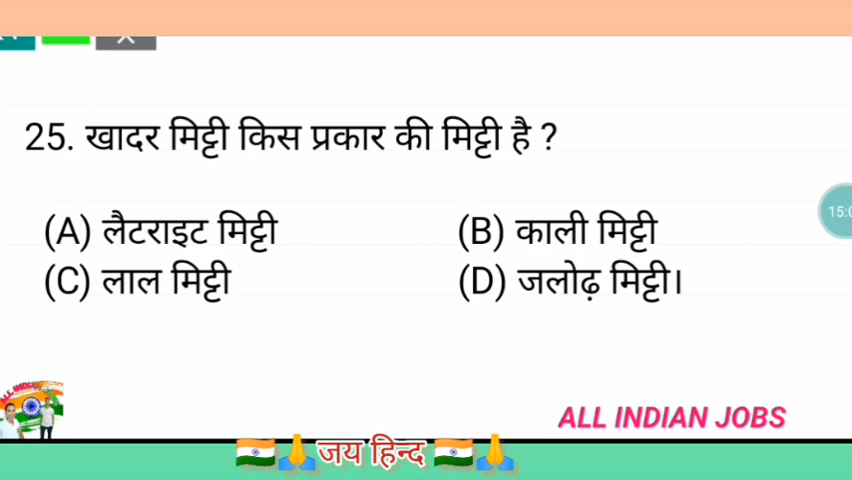 25. खादर मिट्टी किस प्रकार की मिट्टी है ?
(A) लैटराइट मिट्टी (B) काली मिट्टी
(C) लाल मिट्टी (D) जलोढ़ मिट्टी।
ALL INDIAN JOBS
🇮🇳🙏जय हिन्द 🇮🇳🙏